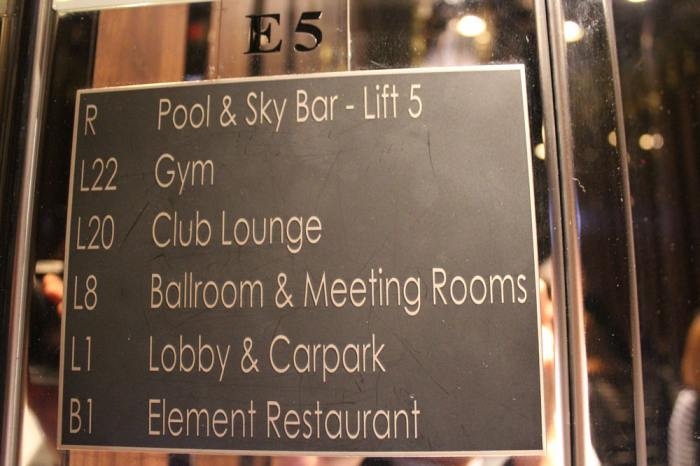 E5
R Pool & Sky Bar - Lift 5
L22 Gym
L20 Club Lounge
L8 Ballroom & Meeting Rooms
L1 Lobby & Carpark
B1 Element Restaurant